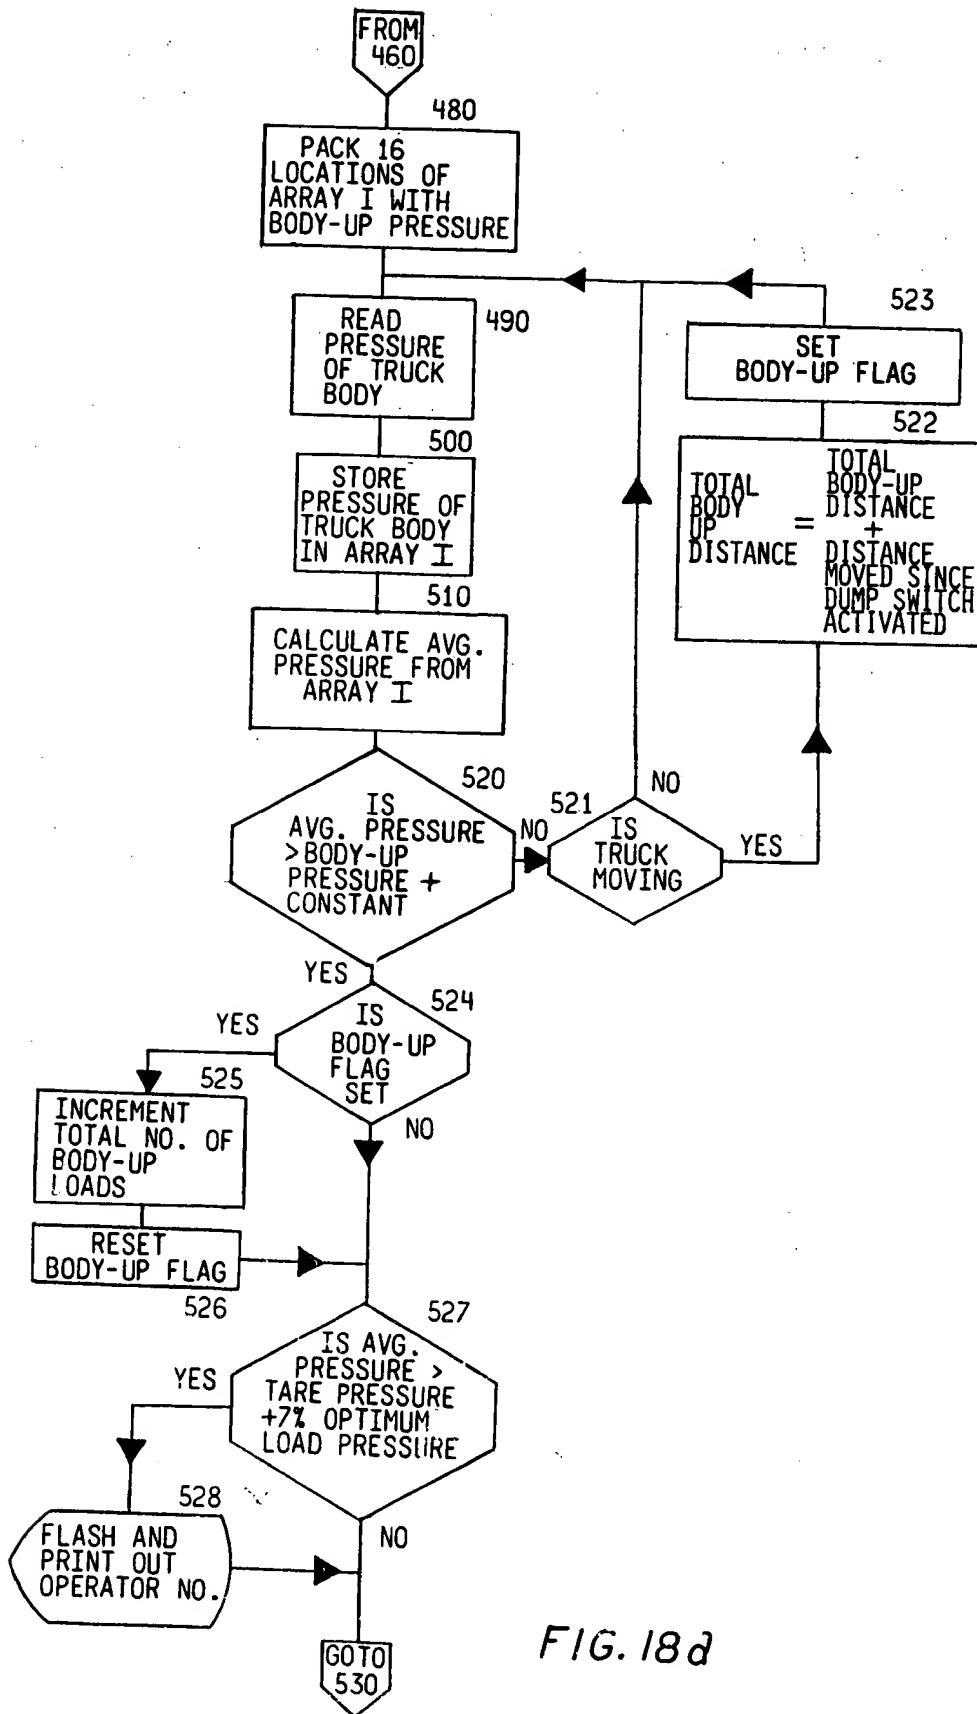 FROM
460
480
PACK 16
LOCATIONS OF
ARRAY I WITH
BODY-UP PRESSURE
490
READ
PRESSURE
OF TRUCK
BODY
500
STORE
PRESSURE OF
TRUCK BODY
IN ARRAY I
510
CALCULATE AVG.
PRESSURE FROM
ARRAY I
520
IS
AVG. PRESSURE
>BODY-UP
PRESSURE +
CONSTANT
NO
521
IS
TRUCK
MOVING
NO
YES
522
TOTAL
BODY
UP
DISTANCE
=
TOTAL
BODY-UP
DISTANCE
+
DISTANCE
MOVED SINCE
DUMP SWITCH
ACTIVATED
523
SET
BODY-UP FLAG
YES
524
IS
BODY-UP
FLAG
SET
YES
NO
525
INCREMENT
TOTAL NO. OF
BODY-UP
LOADS
RESET
BODY-UP FLAG
526
527
IS AVG.
PRESSURE >
TARE PRESSURE
+7% OPTIMUM
LOAD PRESSURE
YES
NO
528
FLASH AND
PRINT OUT
OPERATOR NO.
GO TO
530
FIG. 18d